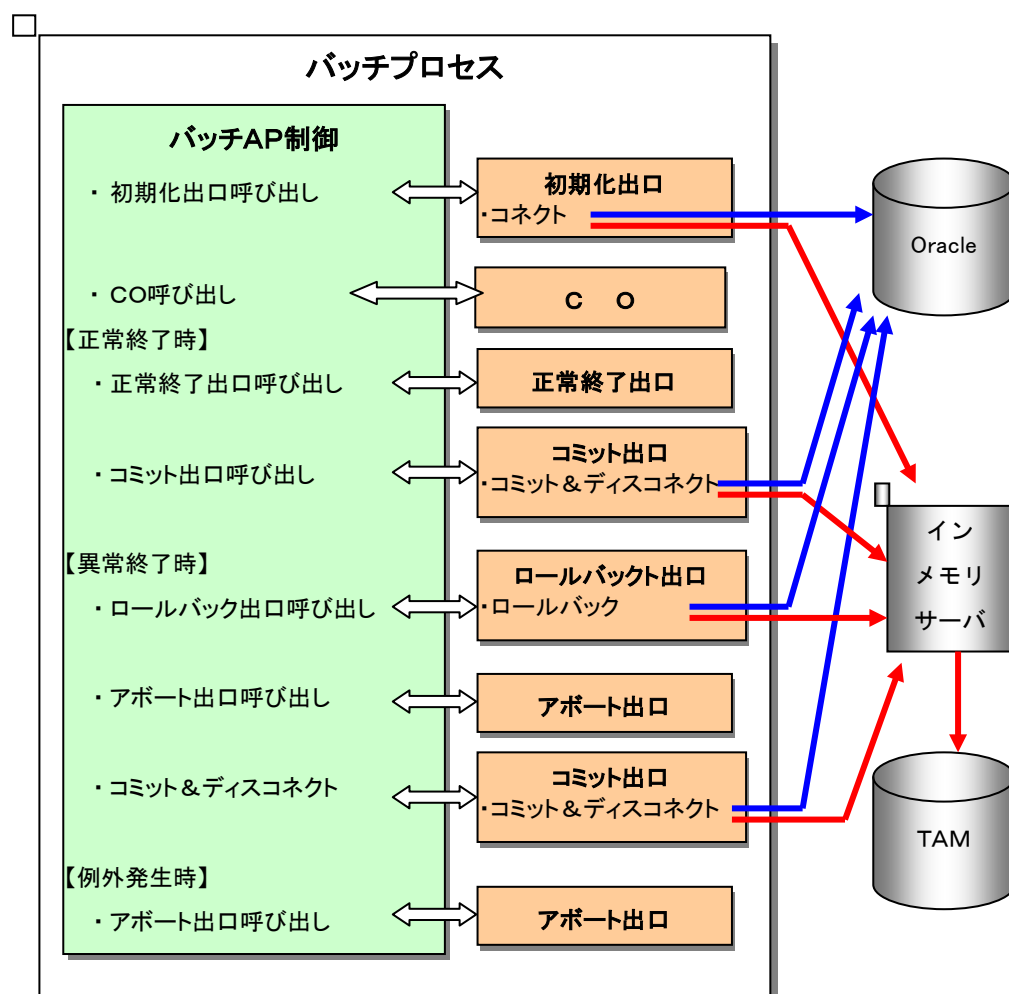 バッチプロセス
バッチAP制御
・ 初期化出口呼び出し
初期化出口
・コネクト
Oracle
・ CO呼び出し
C O
【正常終了時】
・ 正常終了出口呼び出し
正常終了出口
・コミット出口呼び出し
コミット出口
・コミット&ディスコネクト
イン
メモリ
サーバ
【異常終了時】
・ロールバック出口呼び出し
ロールバックト出口
・ロールバック
・アボート出口呼び出し
アボート出口
・コミット&ディスコネクト
コミット出口
・コミット&ディスコネクト
TAM
【例外発生時】
・アボート出口呼び出し
アボート出口